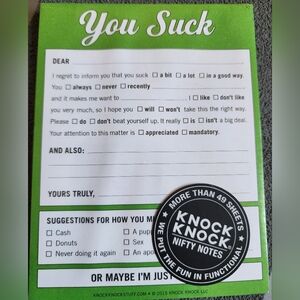 You Suck
DEAR
I regret to inform you that you suck ☐ a bit ☐ a lot ☐ in a good way.
You ☐ always ☐ never ☐ recently
and it makes me want to I ☐ like ☐ don't like
you very much, so I hope you ☐ will ☐ won't take this the right way.
Please ☐ do ☐ don't beat yourself up. It really ☐ is ☐ isn't a big deal.
Your attention to this matter is ☐ appreciated ☐ mandatory.
AND ALSO:
YOURS TRULY,
SUGGESTIONS FOR HOW YOU M
☐ Cash ☐ A pup
☐ Donuts ☐ Sex
☐ Never doing it again ☐ An apo
OR MAYBE I'M JUST
KNOCKKNOCKSTUFF.COM • © 2015 KNOCK KNOCK LLC
MORE THAN 49 SHEETS
KNOCK
KNOCK
NIFTY NOTES
WE PUT THE FUN IN FUNCTIONAL